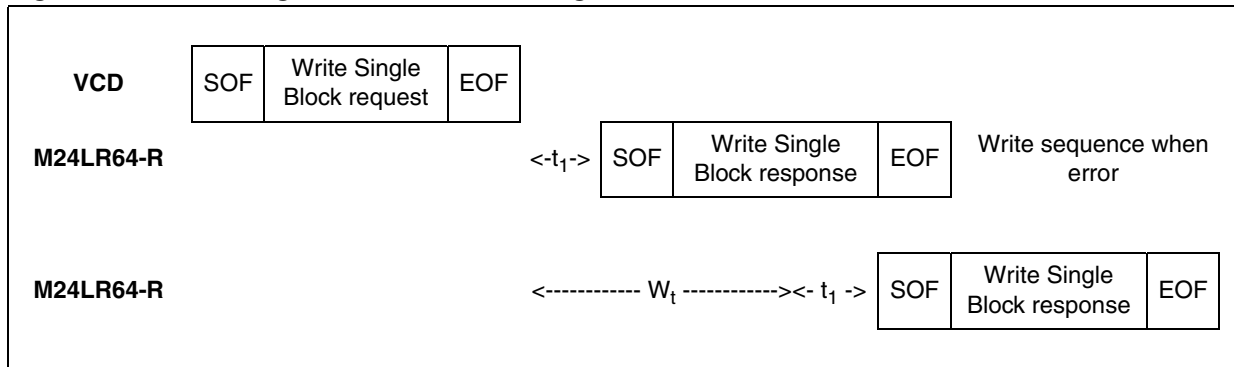 VCD SOF Write Single Block request EOF
M24LR64-R <-t1-> SOF Write Single Block response EOF Write sequence when error
M24LR64-R <------------ Wt ------------><- t1 -> SOF Write Single Block response EOF